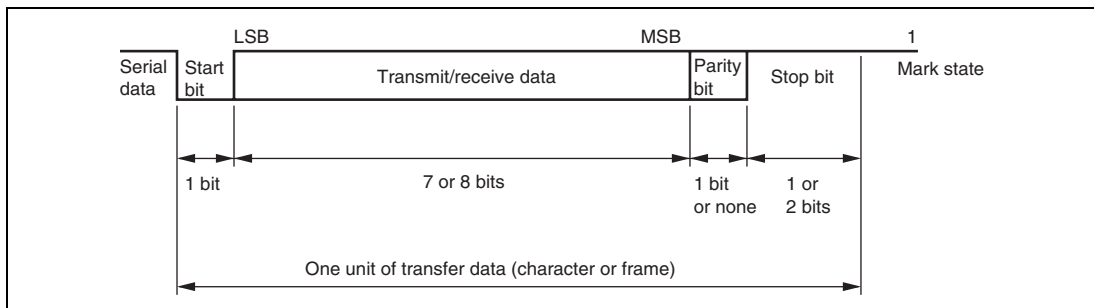 LSB MSB 1
Serial data
Start bit
Transmit/receive data
Parity bit
Stop bit
Mark state
1 bit
7 or 8 bits
1 bit or none
1 or 2 bits
One unit of transfer data (character or frame)